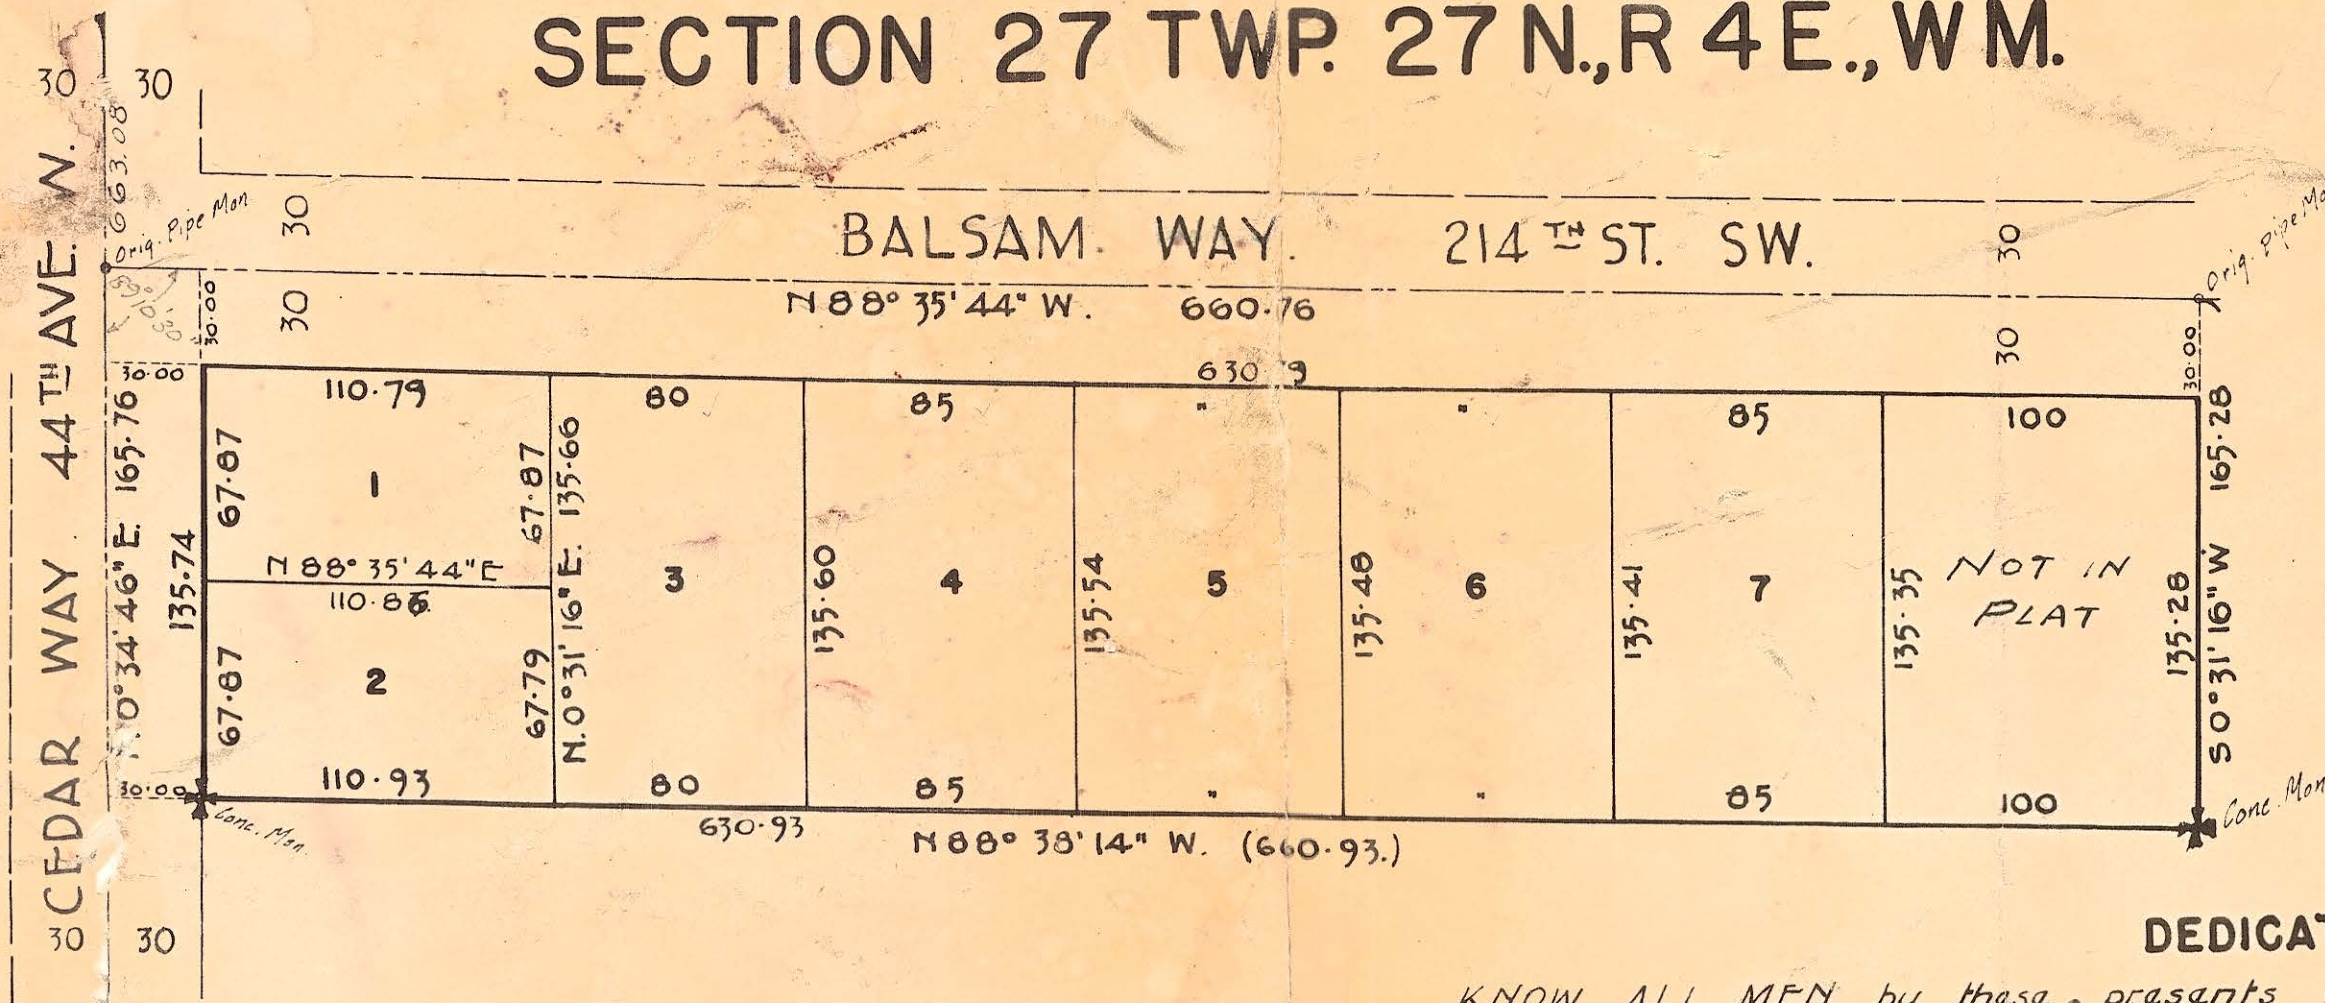 SECTION 27 TWP. 27 N., R 4 E., W M.
30 30
663.08
Orig. Pipe Mon
Orig. Pipe Mo
30
BALSAM. WAY. 214TH ST. SW.
30
30.00
30
N 88° 35' 44" W. 660.76
30
30.00
CEDAR WAY. 44TH AVE. W.
30.00
630.79
110.79
80
85
"
"
85
100
N. 0° 34' 46" E. 165.76
135.74
67.87
1
67.87
N 88° 35' 44" E
110.86
67.87
2
67.79
N. 0° 31' 16" E. 135.66
3
135.60
4
135.54
5
135.48
6
135.41
7
135.35
NOT IN
PLAT
135.28
S 0° 31' 16" W 165.28
30.00
110.93
80
85
"
"
85
100
Conc. Mon.
630.93
N 88° 38' 14" W. (660.93.)
Conc. Mon
30 30
DEDICAT
KNOW ALL MEN by these presents